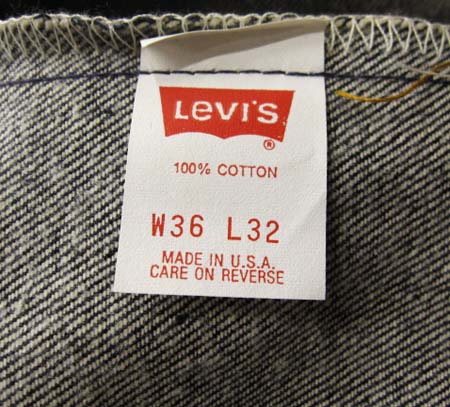 LEVI'S
®
100% COTTON
W36 L32
MADE IN U.S.A.
CARE ON REVERSE